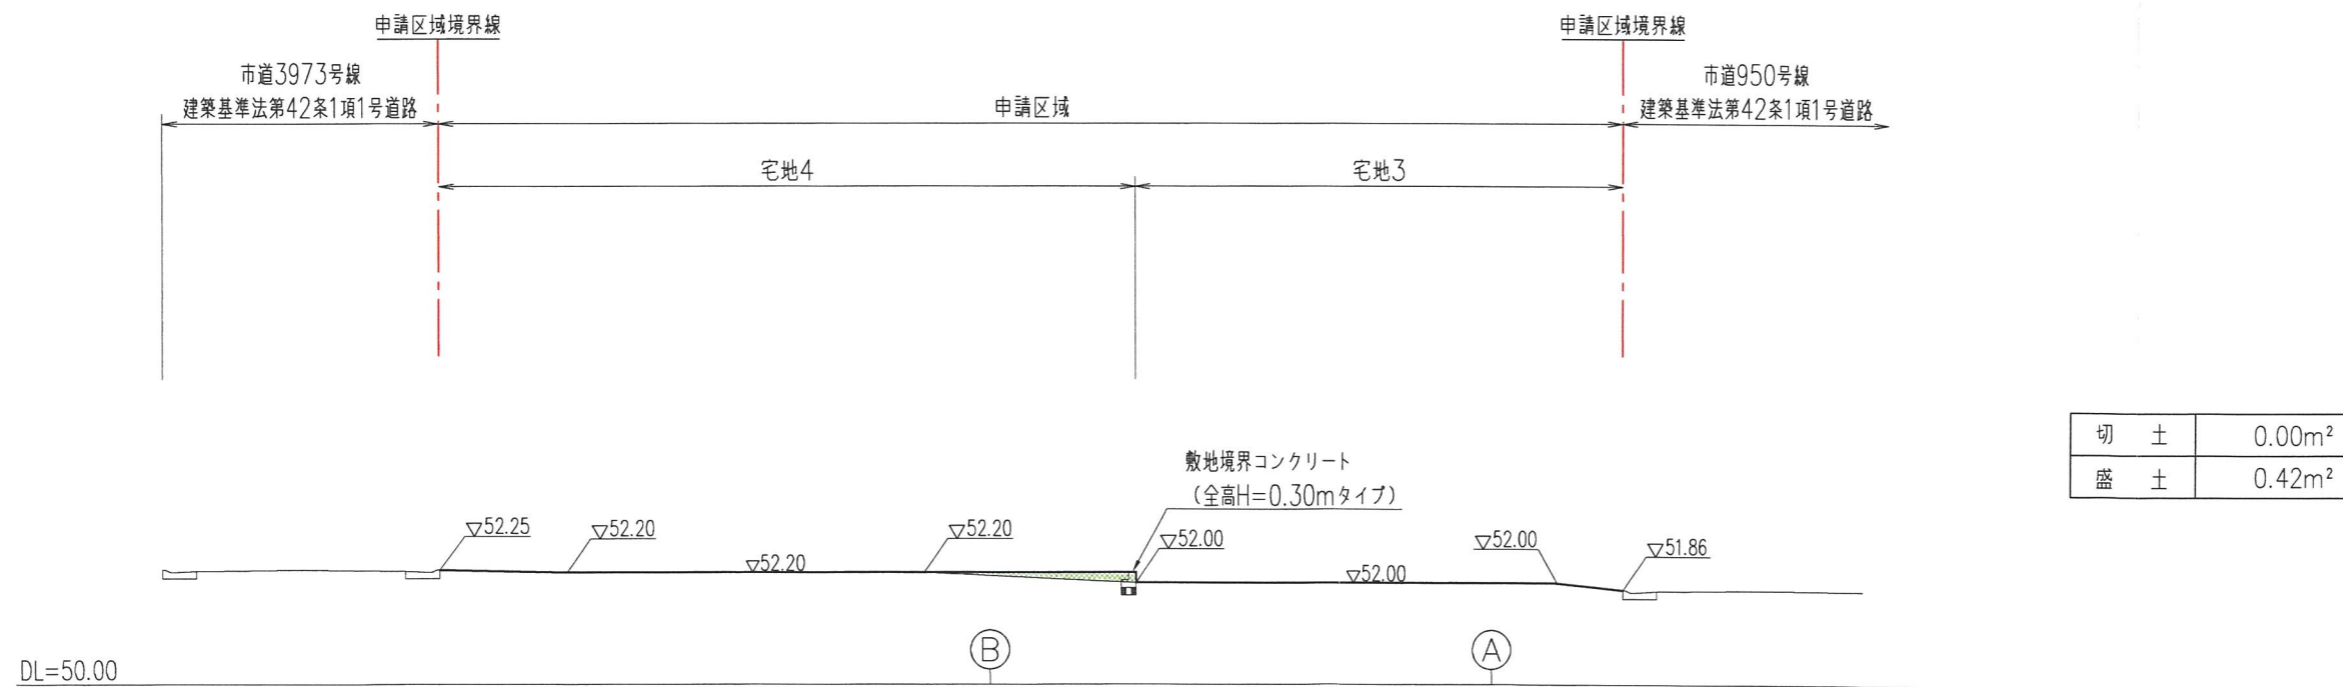 申請区域境界線
申請区域境界線
市道3973号線
建築基準法第42条1項1号道路
申請区域
市道950号線
建築基準法第42条1項1号道路
宅地4
宅地3
切 土 0.00m²
盛 土 0.42m²
敷地境界コンクリート
(全高H=0.30mタイプ)
▽52.25
▽52.20
▽52.20
▽52.20
▽52.00
▽52.00
▽52.00
▽51.86
B
A
DL=50.00